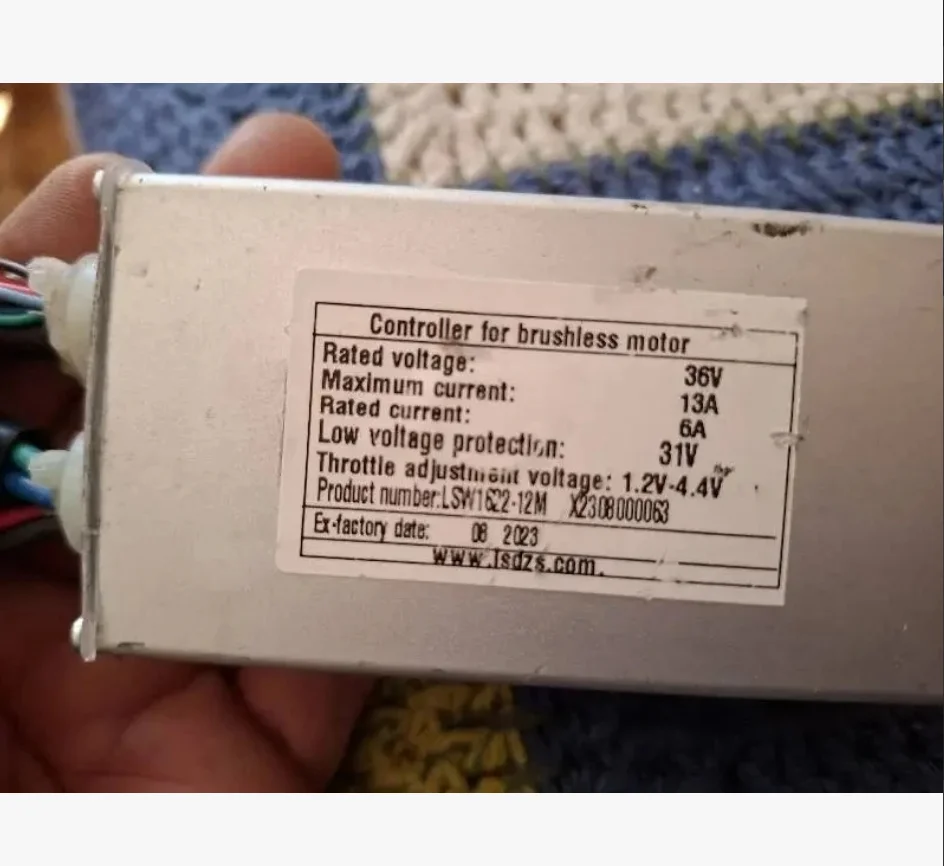 Controller for brushless motor
Rated voltage: 36V
Maximum current: 13A
Rated current: 6A
Low voltage protection: 31V
Throttle adjustment voltage: 1.2V-4.4V
Product number:LSW1622-12M X2308000063
Ex-factory date: 08 2023
www.lsdzs.com.